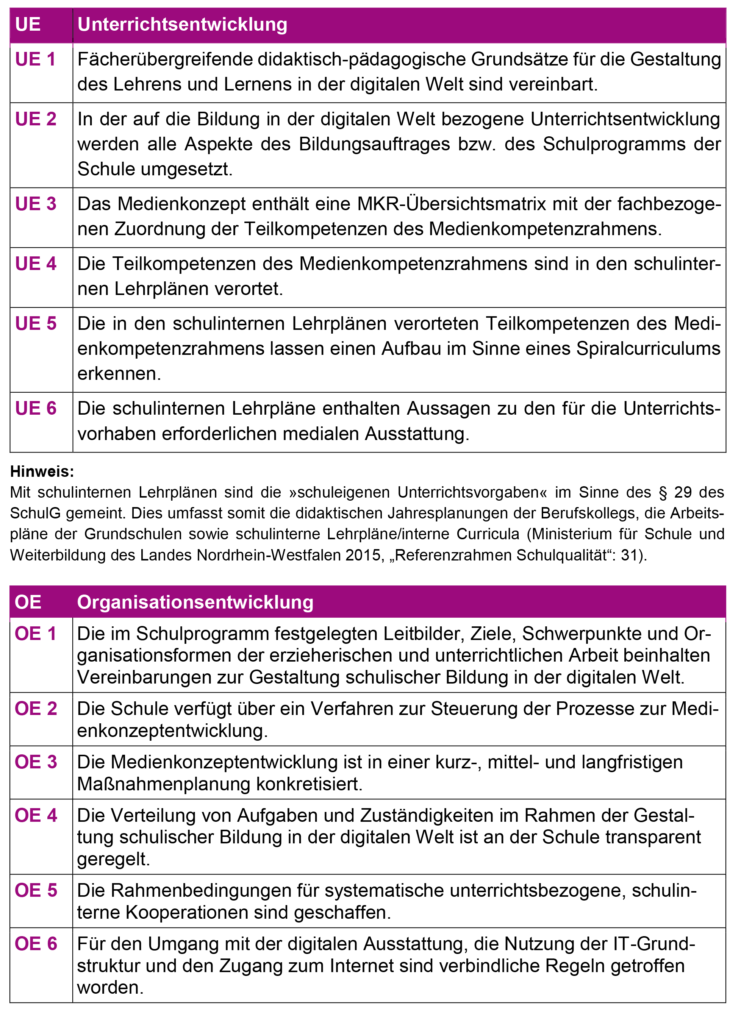 UE Unterrichtsentwicklung
UE 1 Fächerübergreifende didaktisch-pädagogische Grundsätze für die Gestaltung
des Lehrens und Lernens in der digitalen Welt sind vereinbart.
UE 2 In der auf die Bildung in der digitalen Welt bezogene Unterrichtsentwicklung
werden alle Aspekte des Bildungsauftrages bzw. des Schulprogramms der
Schule umgesetzt.
UE 3 Das Medienkonzept enthält eine MKR-Übersichtsmatrix mit der fachbezoge-
nen Zuordnung der Teilkompetenzen des Medienkompetenzrahmens.
UE 4 Die Teilkompetenzen des Medienkompetenzrahmens sind in den schulinter-
nen Lehrplänen verortet.
UE 5 Die in den schulinternen Lehrplänen verorteten Teilkompetenzen des Medi-
enkompetenzrahmens lassen einen Aufbau im Sinne eines Spiralcurriculums
erkennen.
UE 6 Die schulinternen Lehrpläne enthalten Aussagen zu den für die Unterrichts-
vorhaben erforderlichen medialen Ausstattung.
Hinweis:
Mit schulinternen Lehrplänen sind die »schuleigenen Unterrichtsvorgaben« im Sinne des § 29 des
SchulG gemeint. Dies umfasst somit die didaktischen Jahresplanungen der Berufskollegs, die Arbeits-
pläne der Grundschulen sowie schulinterne Lehrpläne/interne Curricula (Ministerium für Schule und
Weiterbildung des Landes Nordrhein-Westfalen 2015, „Referenzrahmen Schulqualität“: 31).
OE Organisationsentwicklung
OE 1 Die im Schulprogramm festgelegten Leitbilder, Ziele, Schwerpunkte und Or-
ganisationsformen der erzieherischen und unterrichtlichen Arbeit beinhalten
Vereinbarungen zur Gestaltung schulischer Bildung in der digitalen Welt.
OE 2 Die Schule verfügt über ein Verfahren zur Steuerung der Prozesse zur Medi-
enkonzeptentwicklung.
OE 3 Die Medienkonzeptentwicklung ist in einer kurz-, mittel- und langfristigen
Maßnahmenplanung konkretisiert.
OE 4 Die Verteilung von Aufgaben und Zuständigkeiten im Rahmen der Gestal-
tung schulischer Bildung in der digitalen Welt ist an der Schule transparent
geregelt.
OE 5 Die Rahmenbedingungen für systematische unterrichtsbezogene, schulin-
terne Kooperationen sind geschaffen.
OE 6 Für den Umgang mit der digitalen Ausstattung, die Nutzung der IT-Grund-
struktur und den Zugang zum Internet sind verbindliche Regeln getroffen
worden.